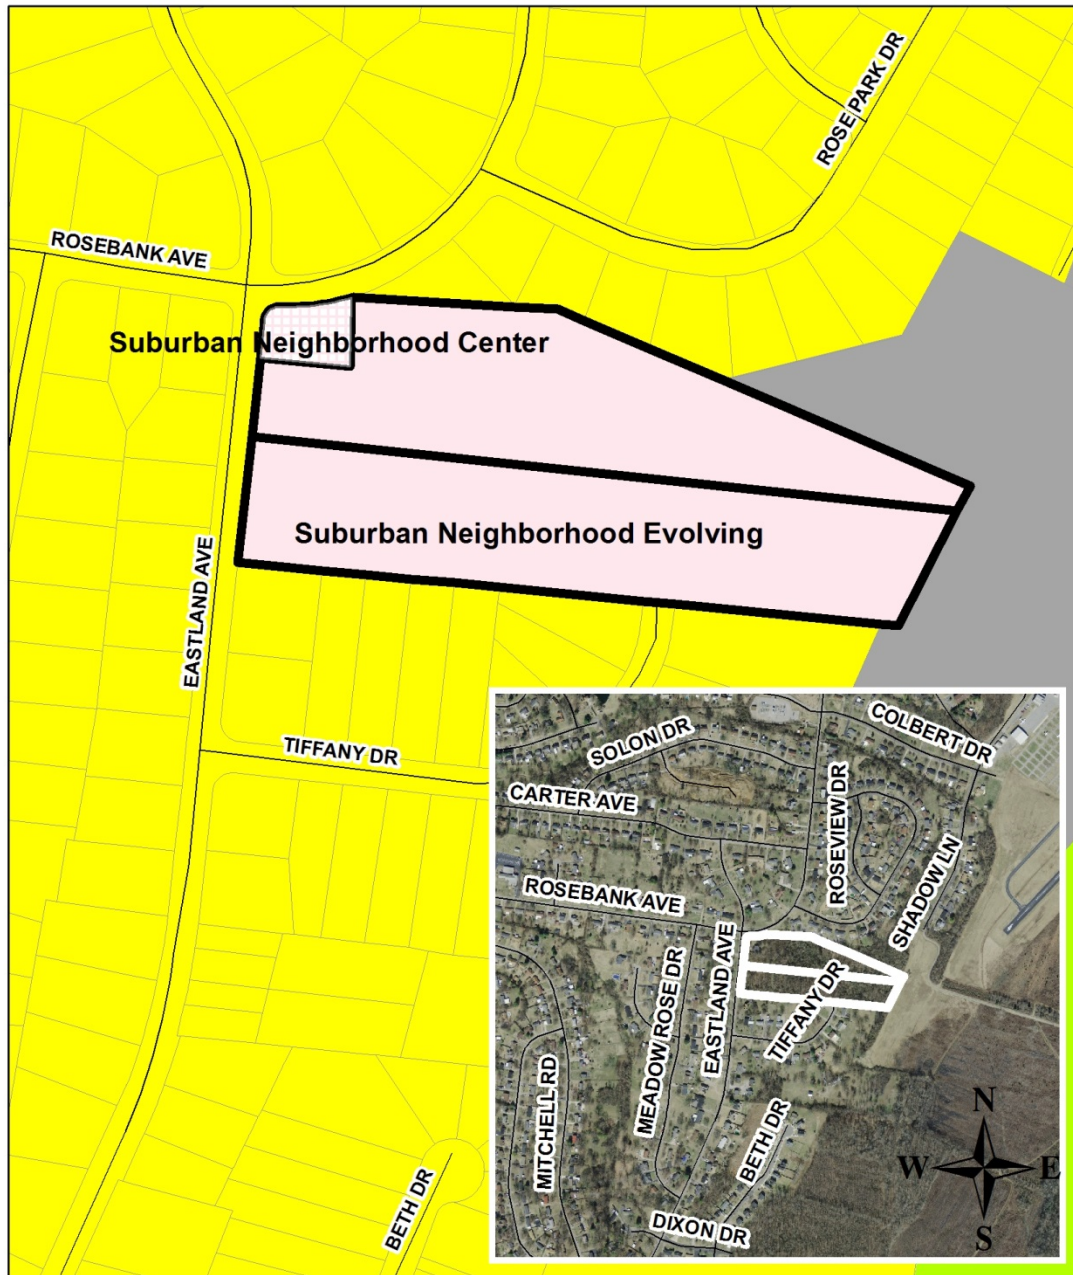 ROSE PARK DR
ROSEBANK AVE
Suburban Neighborhood Center
Suburban Neighborhood Evolving
EASTLAND AVE
TIFFANY DR
BETH DR
COLBERT DR
SOLON DR
CARTER AVE
ROSEVIEW DR
SHADOW LN
ROSEBANK AVE
MEADOW ROSE DR
EASTLAND AVE
TIFFANY DR
MITCHELL RD
BETH DR
DIXON DR
N
W
E
S